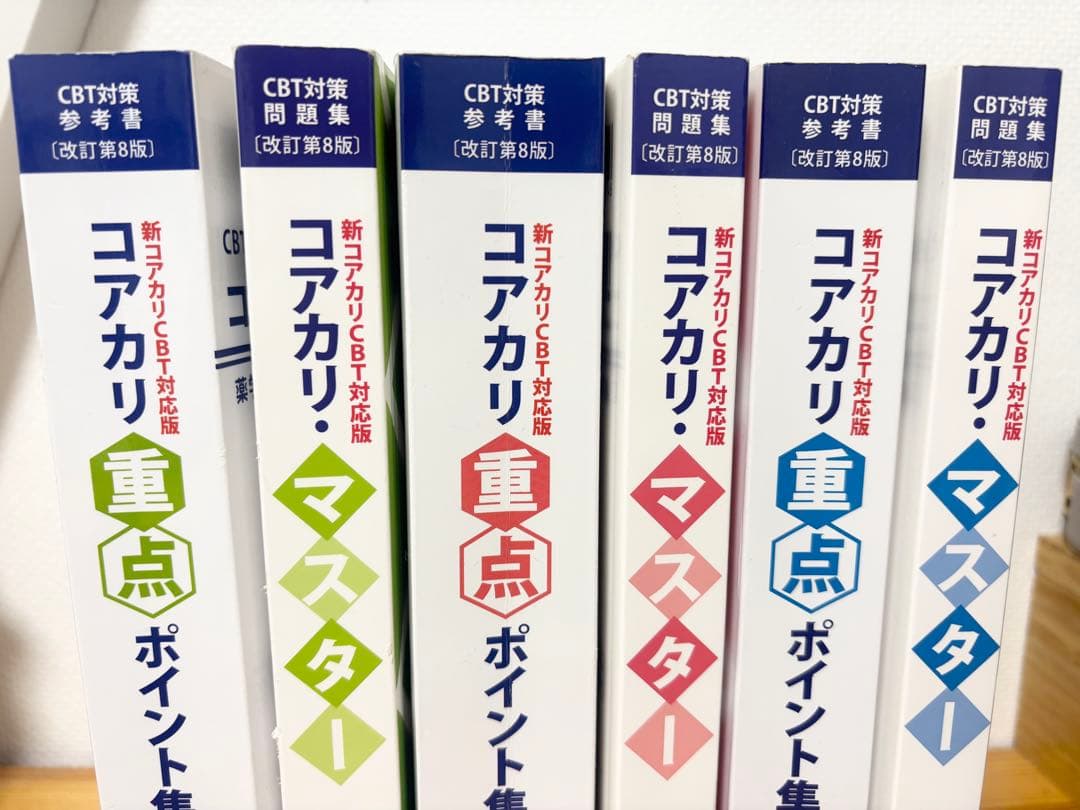 CBT対策
参考書
〔改訂第8版〕
新コアカリCBT対応版
コアカリ重点ポイント集
CBT
コ
薬学
CBT対策
問題集
〔改訂第8版〕
新コアカリCBT対応版
コアカリ・マスター
CBT対策
参考書
〔改訂第8版〕
新コアカリCBT対応版
コアカリ重点ポイント集
CBT対策
問題集
〔改訂第8版〕
新コアカリCBT対応版
コアカリ・マスター
CBT対策
参考書
〔改訂第8版〕
新コアカリCBT対応版
コアカリ重点ポイント集
CBT対策
問題集
〔改訂第8版〕
新コアカリCBT対応版
コアカリ・マスター